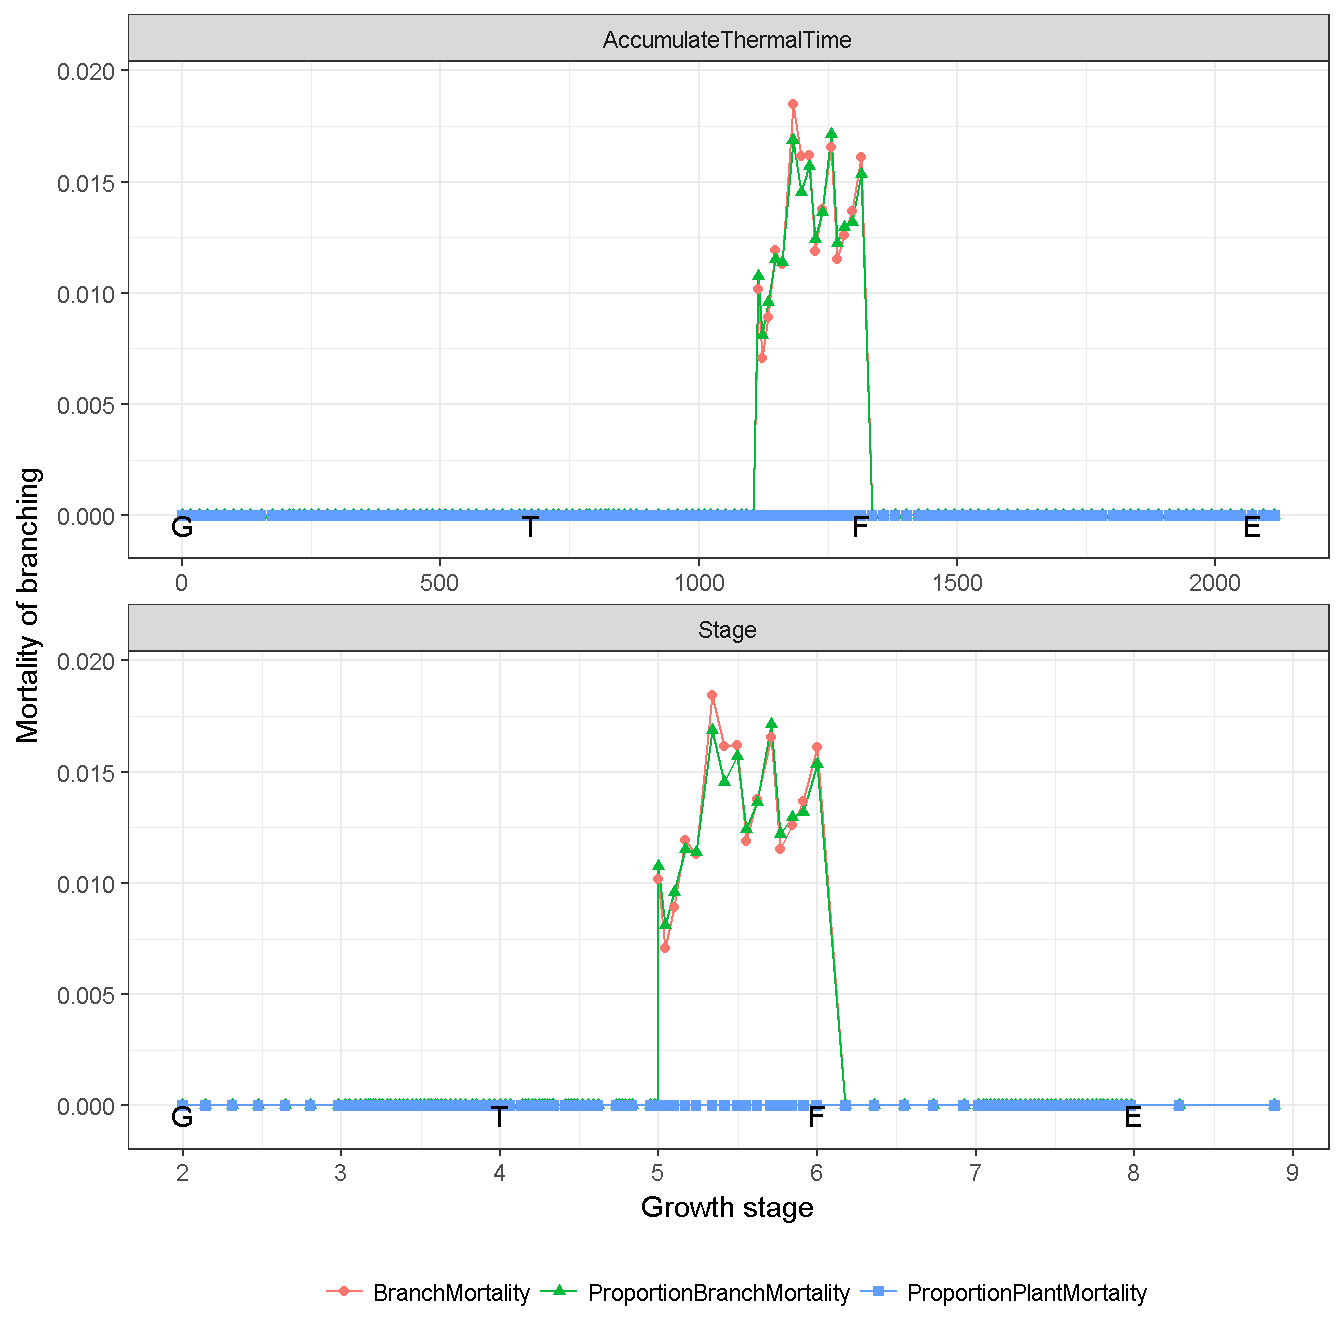 AccumulateThermalTime
0.020
0.015
0.010
0.005
0.000
G T F E
0 500 1000 1500 2000
Mortality of branching
Stage
0.020
0.015
0.010
0.005
0.000
G T F E
2 3 4 5 6 7 8 9
Growth stage
BranchMortality ProportionBranchMortality ProportionPlantMortality